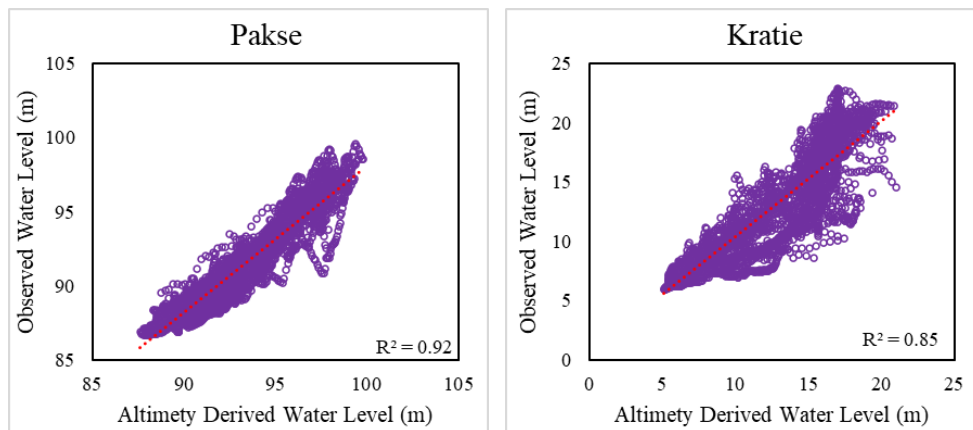 Pakse
Observed Water Level (m)
105
100
95
90
85
R² = 0.92
85 90 95 100 105
Altimety Derived Water Level (m)
Kratie
Observed Water Level (m)
25
20
15
10
5
0
R² = 0.85
0 5 10 15 20 25
Altimety Derived Water Level (m)